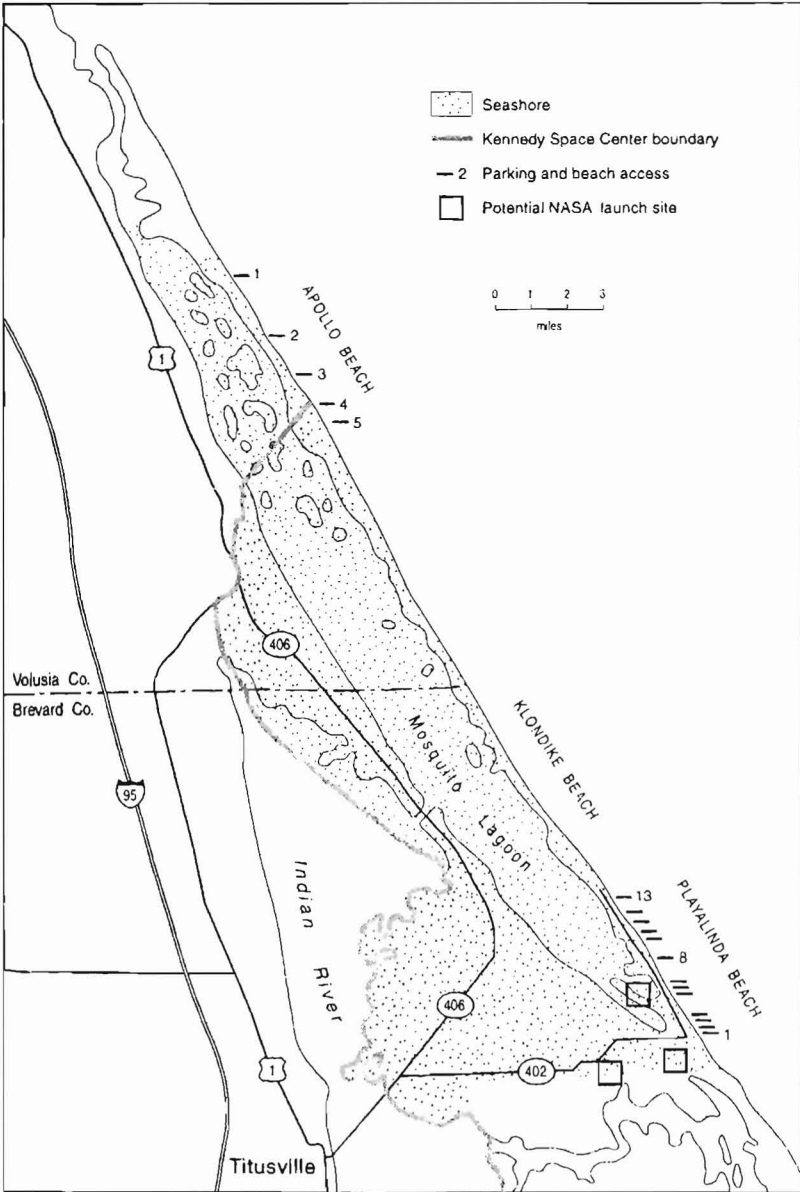 Seashore
Kennedy Space Center boundary
2 Parking and beach access
Potential NASA launch site
0 1 2 3
miles
1
APOLLO BEACH
2
1
3
4
5
406
Volusia Co.
Brevard Co.
Mosquito Lagoon
KLONDIKE BEACH
95
Indian River
13
PLAYALINDA BEACH
8
406
1
402
1
Titusville